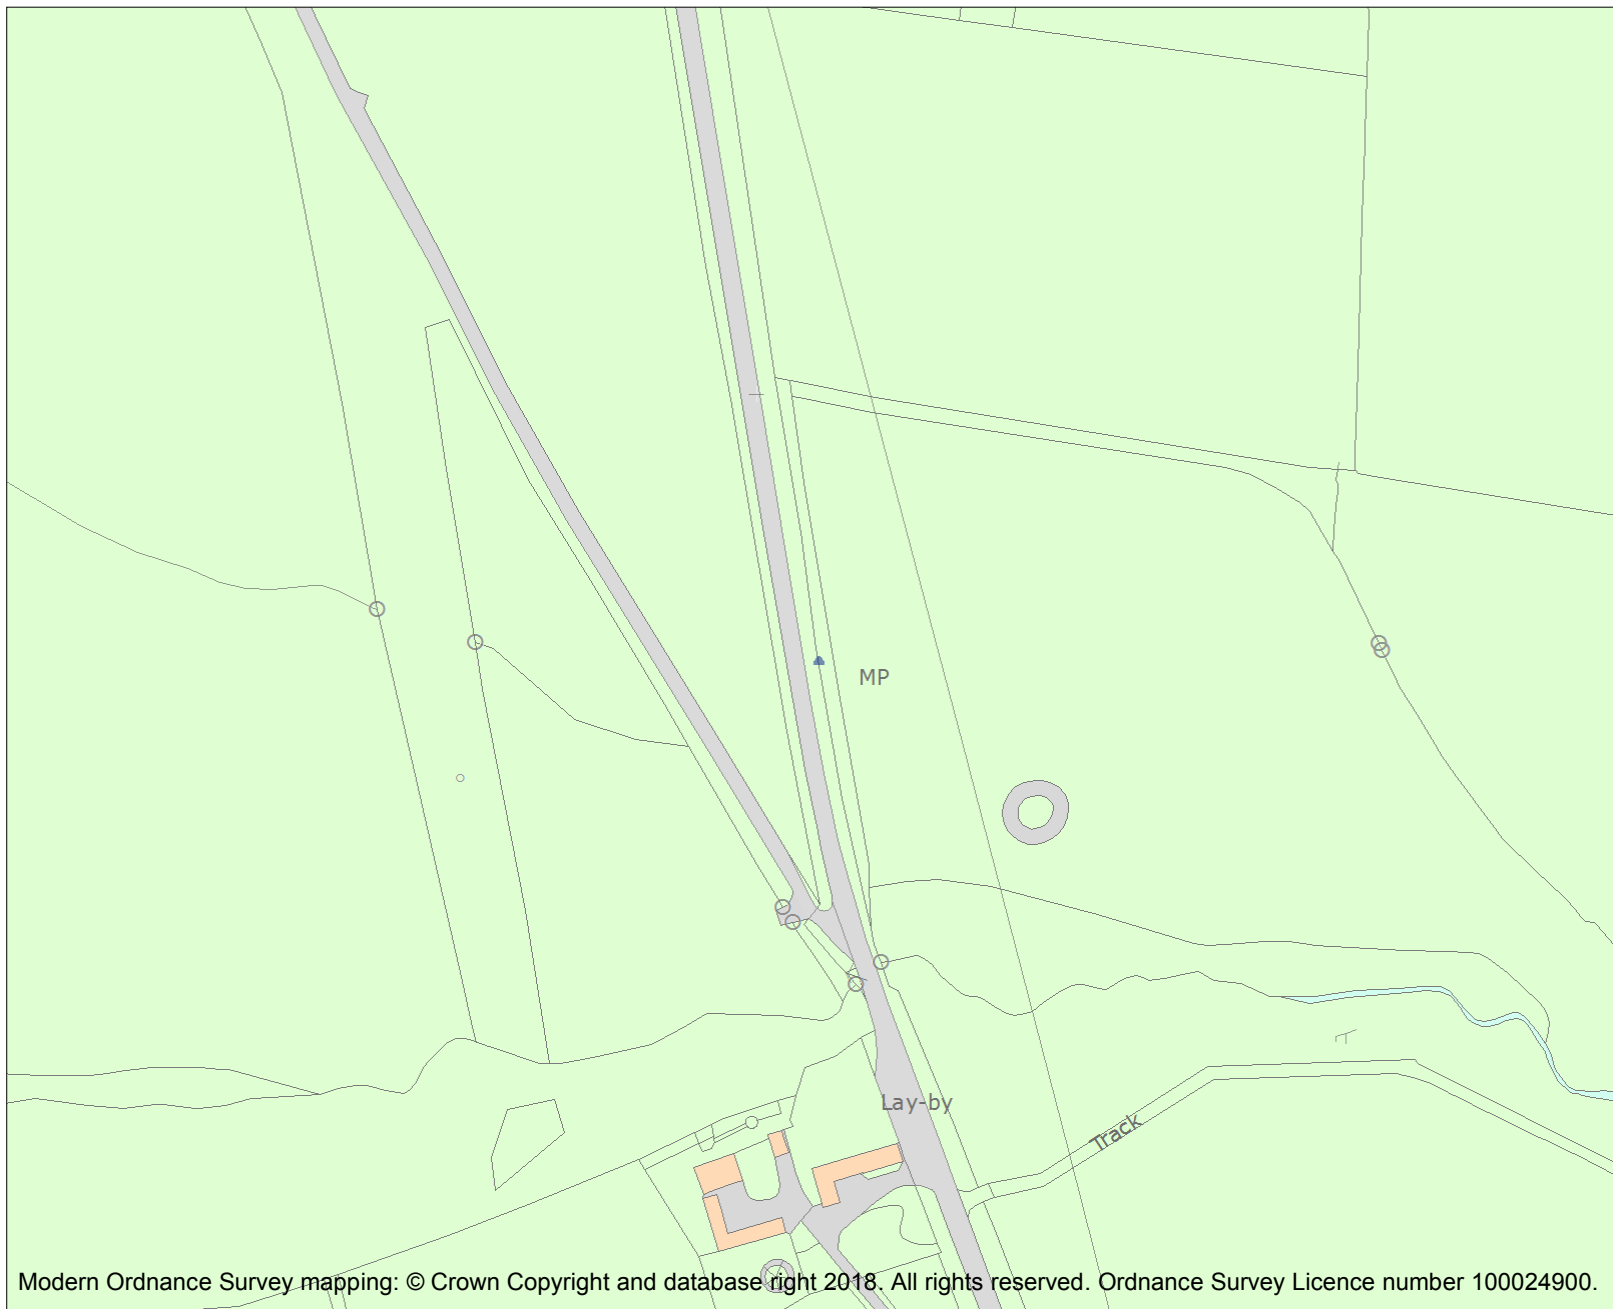 MP
Lay-by
Track
Modern Ordnance Survey mapping: © Crown Copyright and database right 2018. All rights reserved. Ordnance Survey Licence number 100024900.